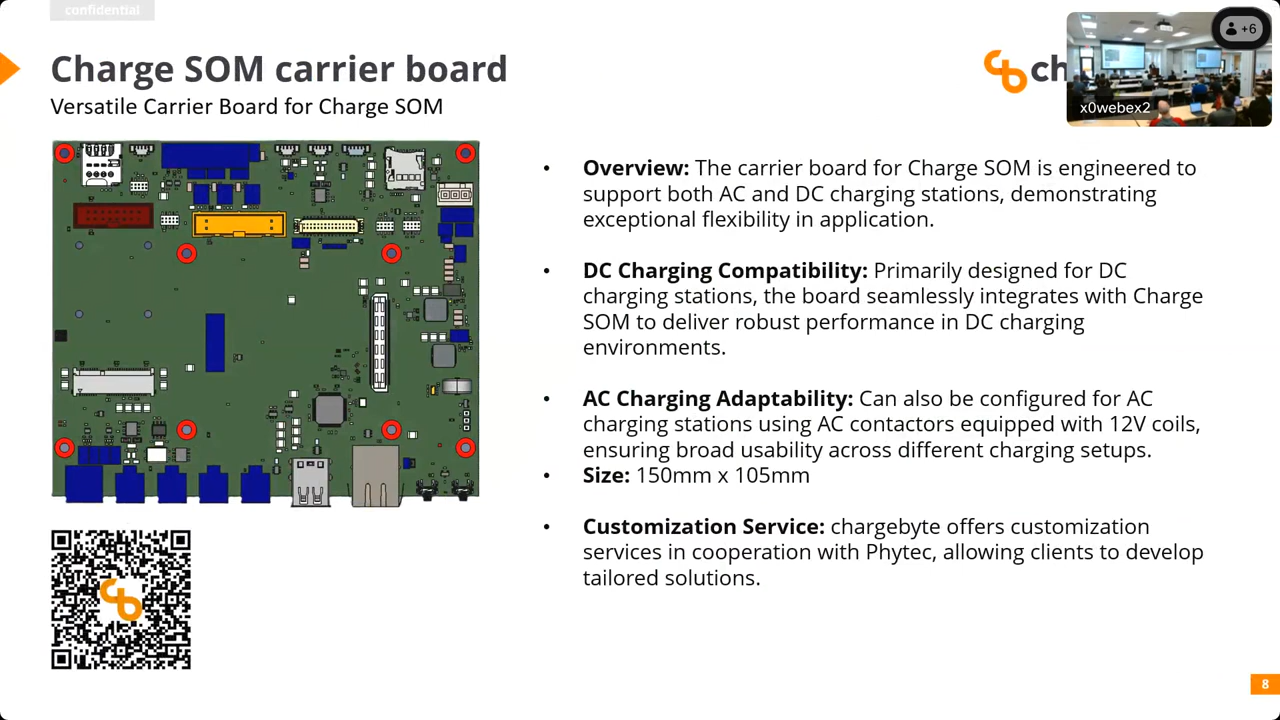 confidential
Charge SOM carrier board
Versatile Carrier Board for Charge SOM
ch
+6
x0webex2
• Overview: The carrier board for Charge SOM is engineered to
support both AC and DC charging stations, demonstrating
exceptional flexibility in application.
• DC Charging Compatibility: Primarily designed for DC
charging stations, the board seamlessly integrates with Charge
SOM to deliver robust performance in DC charging
environments.
• AC Charging Adaptability: Can also be configured for AC
charging stations using AC contactors equipped with 12V coils,
ensuring broad usability across different charging setups.
• Size: 150mm x 105mm
• Customization Service: chargebyte offers customization
services in cooperation with Phytec, allowing clients to develop
tailored solutions.
8